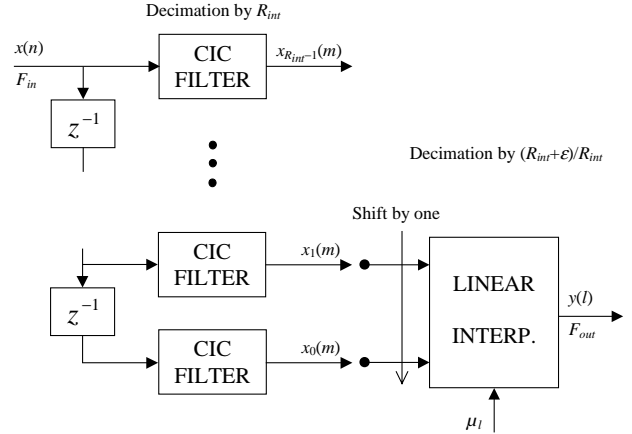 Decimation by R_int
x(n)
F_in
CIC
FILTER
x_{R_int−1}(m)
z^{−1}
Decimation by (R_int+ε)/R_int
Shift by one
CIC
FILTER
x_1(m)
z^{−1}
CIC
FILTER
x_0(m)
LINEAR
INTERP.
y(l)
F_out
μ_l